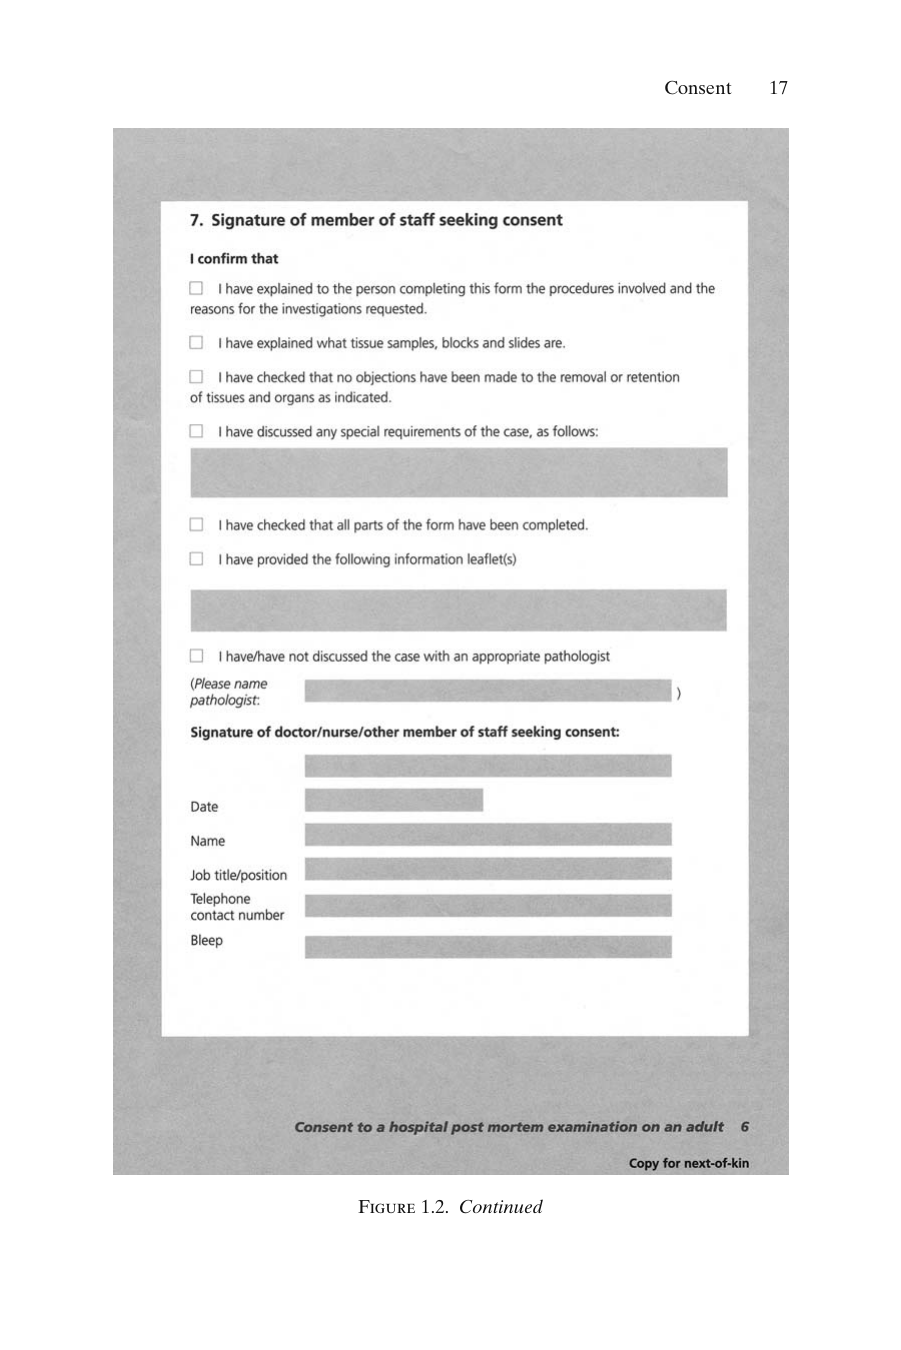 Consent 17
7. Signature of member of staff seeking consent
I confirm that
I have explained to the person completing this form the procedures involved and the
reasons for the investigations requested.
I have explained what tissue samples, blocks and slides are.
I have checked that no objections have been made to the removal or retention
of tissues and organs as indicated.
I have discussed any special requirements of the case, as follows:
I have checked that all parts of the form have been completed.
I have provided the following information leaflet(s)
I have/have not discussed the case with an appropriate pathologist
(Please name
pathologist: )
Signature of doctor/nurse/other member of staff seeking consent:
Date
Name
Job title/position
Telephone
contact number
Bleep
Consent to a hospital post mortem examination on an adult 6
Copy for next-of-kin
FIGURE 1.2. Continued